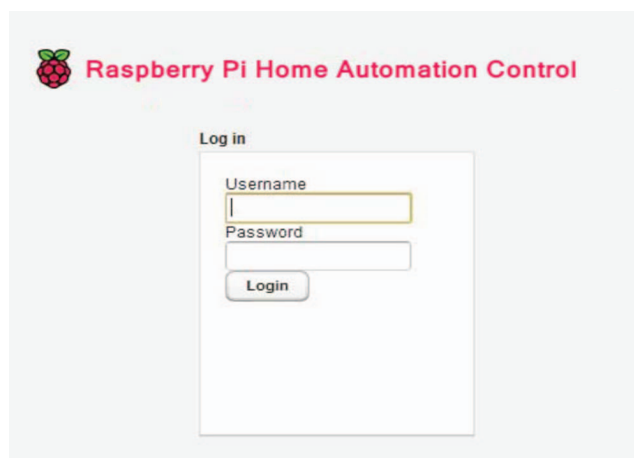 Raspberry Pi Home Automation Control
Log in
Username
Password
Login